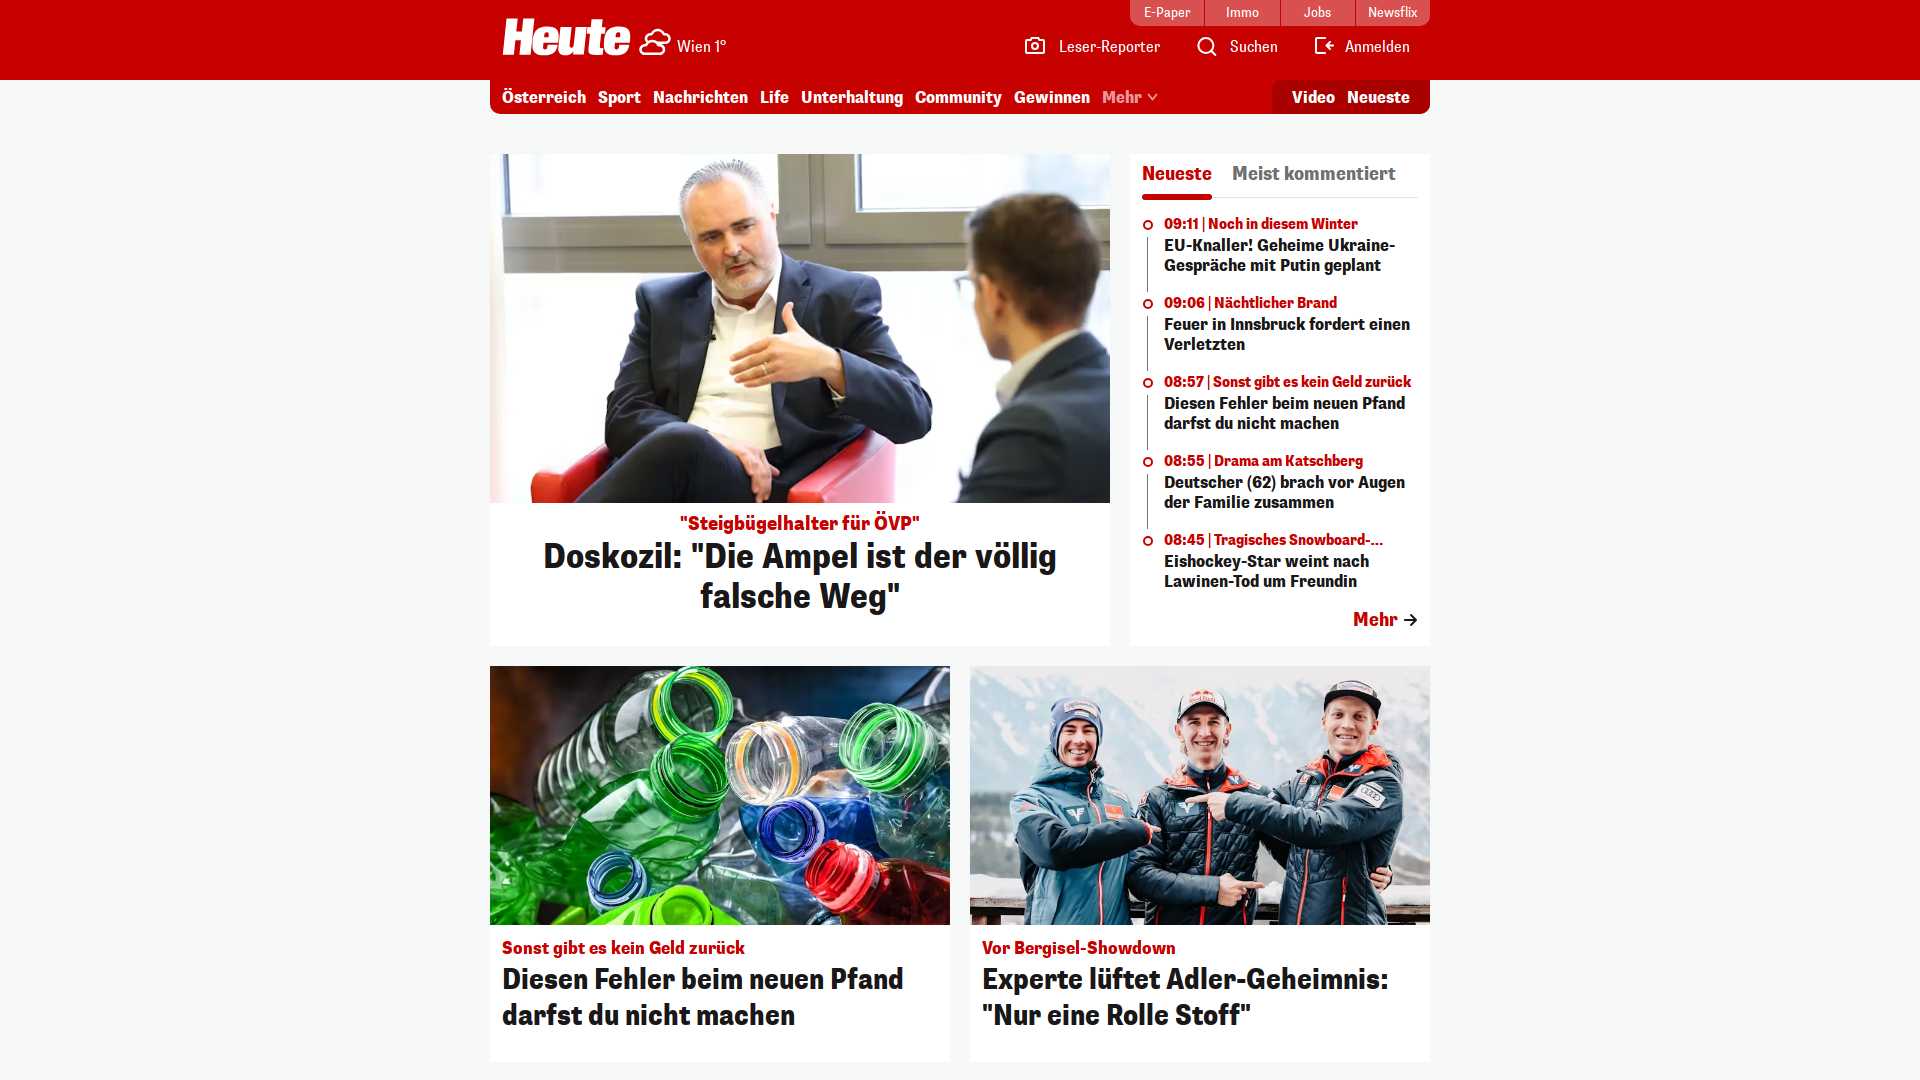 E-Paper
Immo
Jobs
Newsflix
Heute
Wien 1°
Leser-Reporter
Suchen
Anmelden
Österreich
Sport
Nachrichten
Life
Unterhaltung
Community
Gewinnen
Mehr
Video
Neueste
"Steigbügelhalter für ÖVP"
Doskozil: "Die Ampel ist der völlig
falsche Weg"
Neueste
Meist kommentiert
09:11 | Noch in diesem Winter
EU-Knaller! Geheime Ukraine-
Gespräche mit Putin geplant
09:06 | Nächtlicher Brand
Feuer in Innsbruck fordert einen
Verletzten
08:57 | Sonst gibt es kein Geld zurück
Diesen Fehler beim neuen Pfand
darfst du nicht machen
08:55 | Drama am Katschberg
Deutscher (62) brach vor Augen
der Familie zusammen
08:45 | Tragisches Snowboard-...
Eishockey-Star weint nach
Lawinen-Tod um Freundin
Mehr
Sonst gibt es kein Geld zurück
Diesen Fehler beim neuen Pfand
darfst du nicht machen
Vor Bergisel-Showdown
Experte lüftet Adler-Geheimnis:
"Nur eine Rolle Stoff"